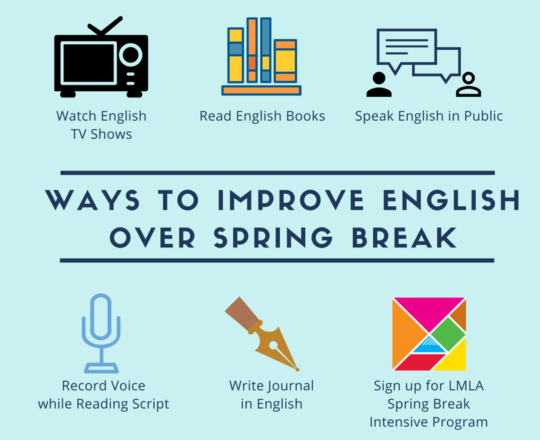 Watch English
TV Shows
Read English Books
Speak English in Public
WAYS TO IMPROVE ENGLISH
OVER SPRING BREAK
Record Voice
while Reading Script
Write Journal
in English
Sign up for LMLA
Spring Break
Intensive Program